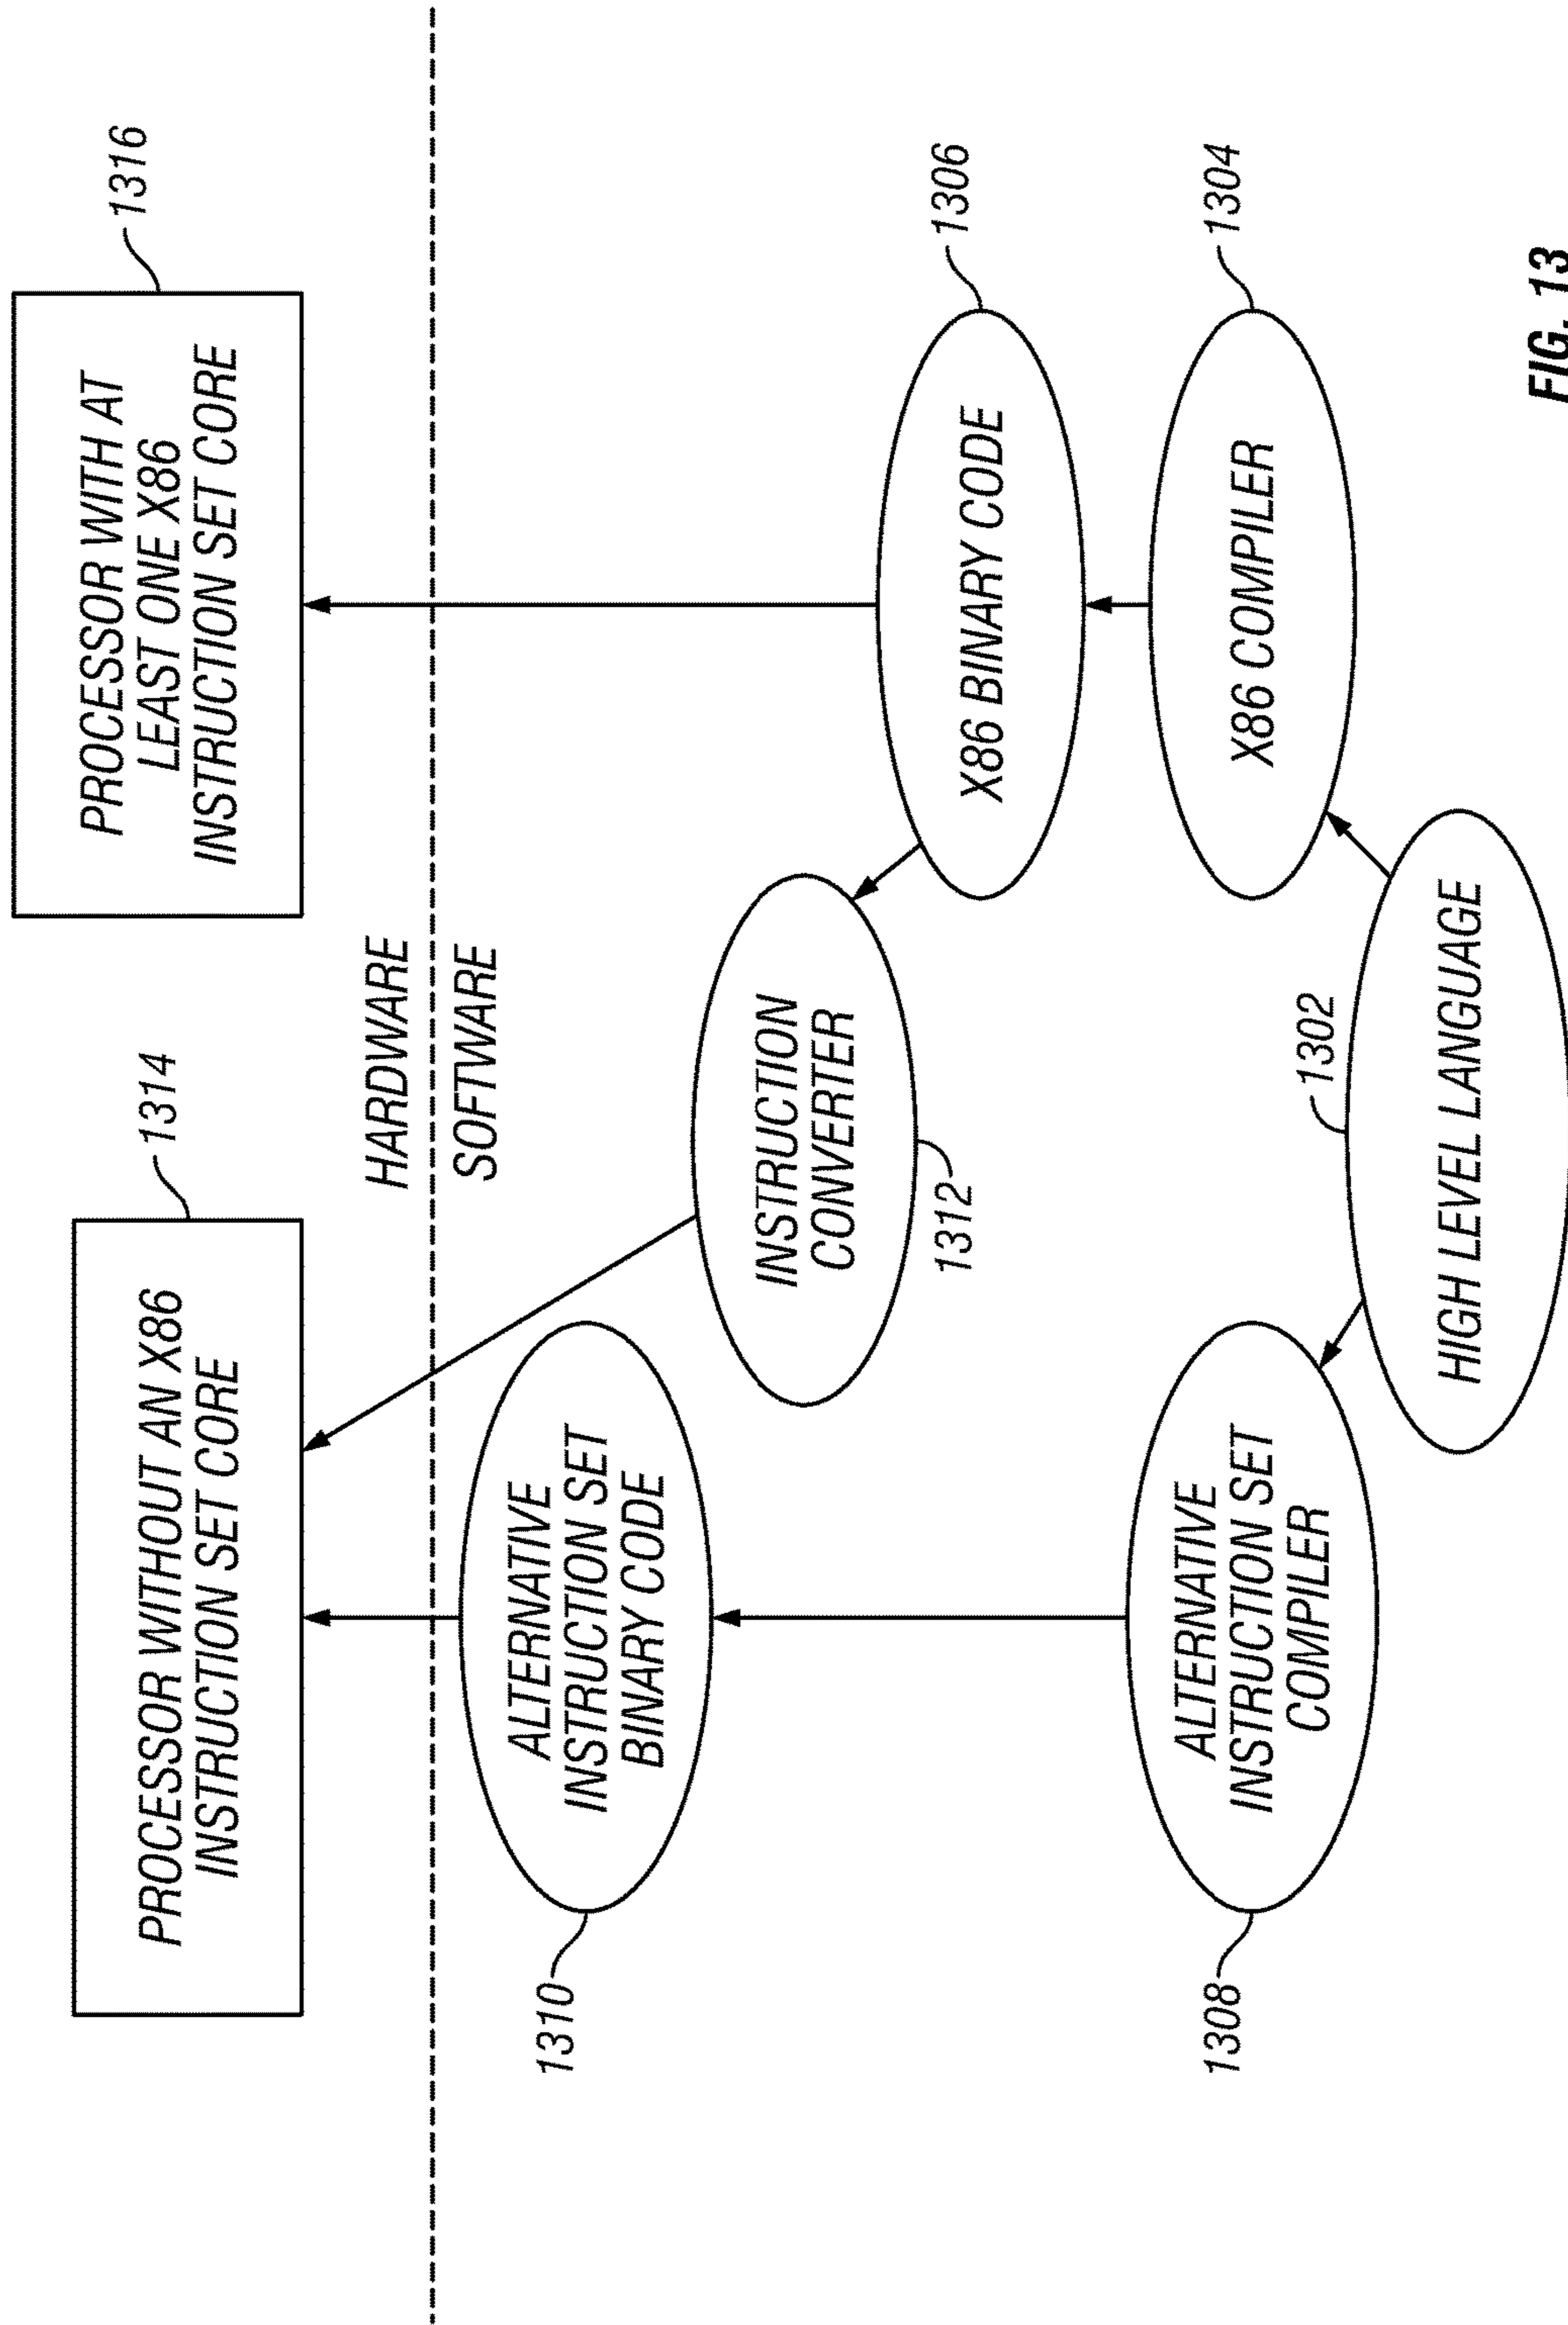 PROCESSOR WITHOUT AN X86
INSTRUCTION SET CORE
1314
PROCESSOR WITH AT
LEAST ONE X86
INSTRUCTION SET CORE
1316
HARDWARE
SOFTWARE
1310
ALTERNATIVE
INSTRUCTION SET
BINARY CODE
INSTRUCTION
CONVERTER
1312
X86 BINARY CODE
1306
1308
ALTERNATIVE
INSTRUCTION SET
COMPILER
X86 COMPILER
1304
1302
HIGH LEVEL LANGUAGE
FIG. 13